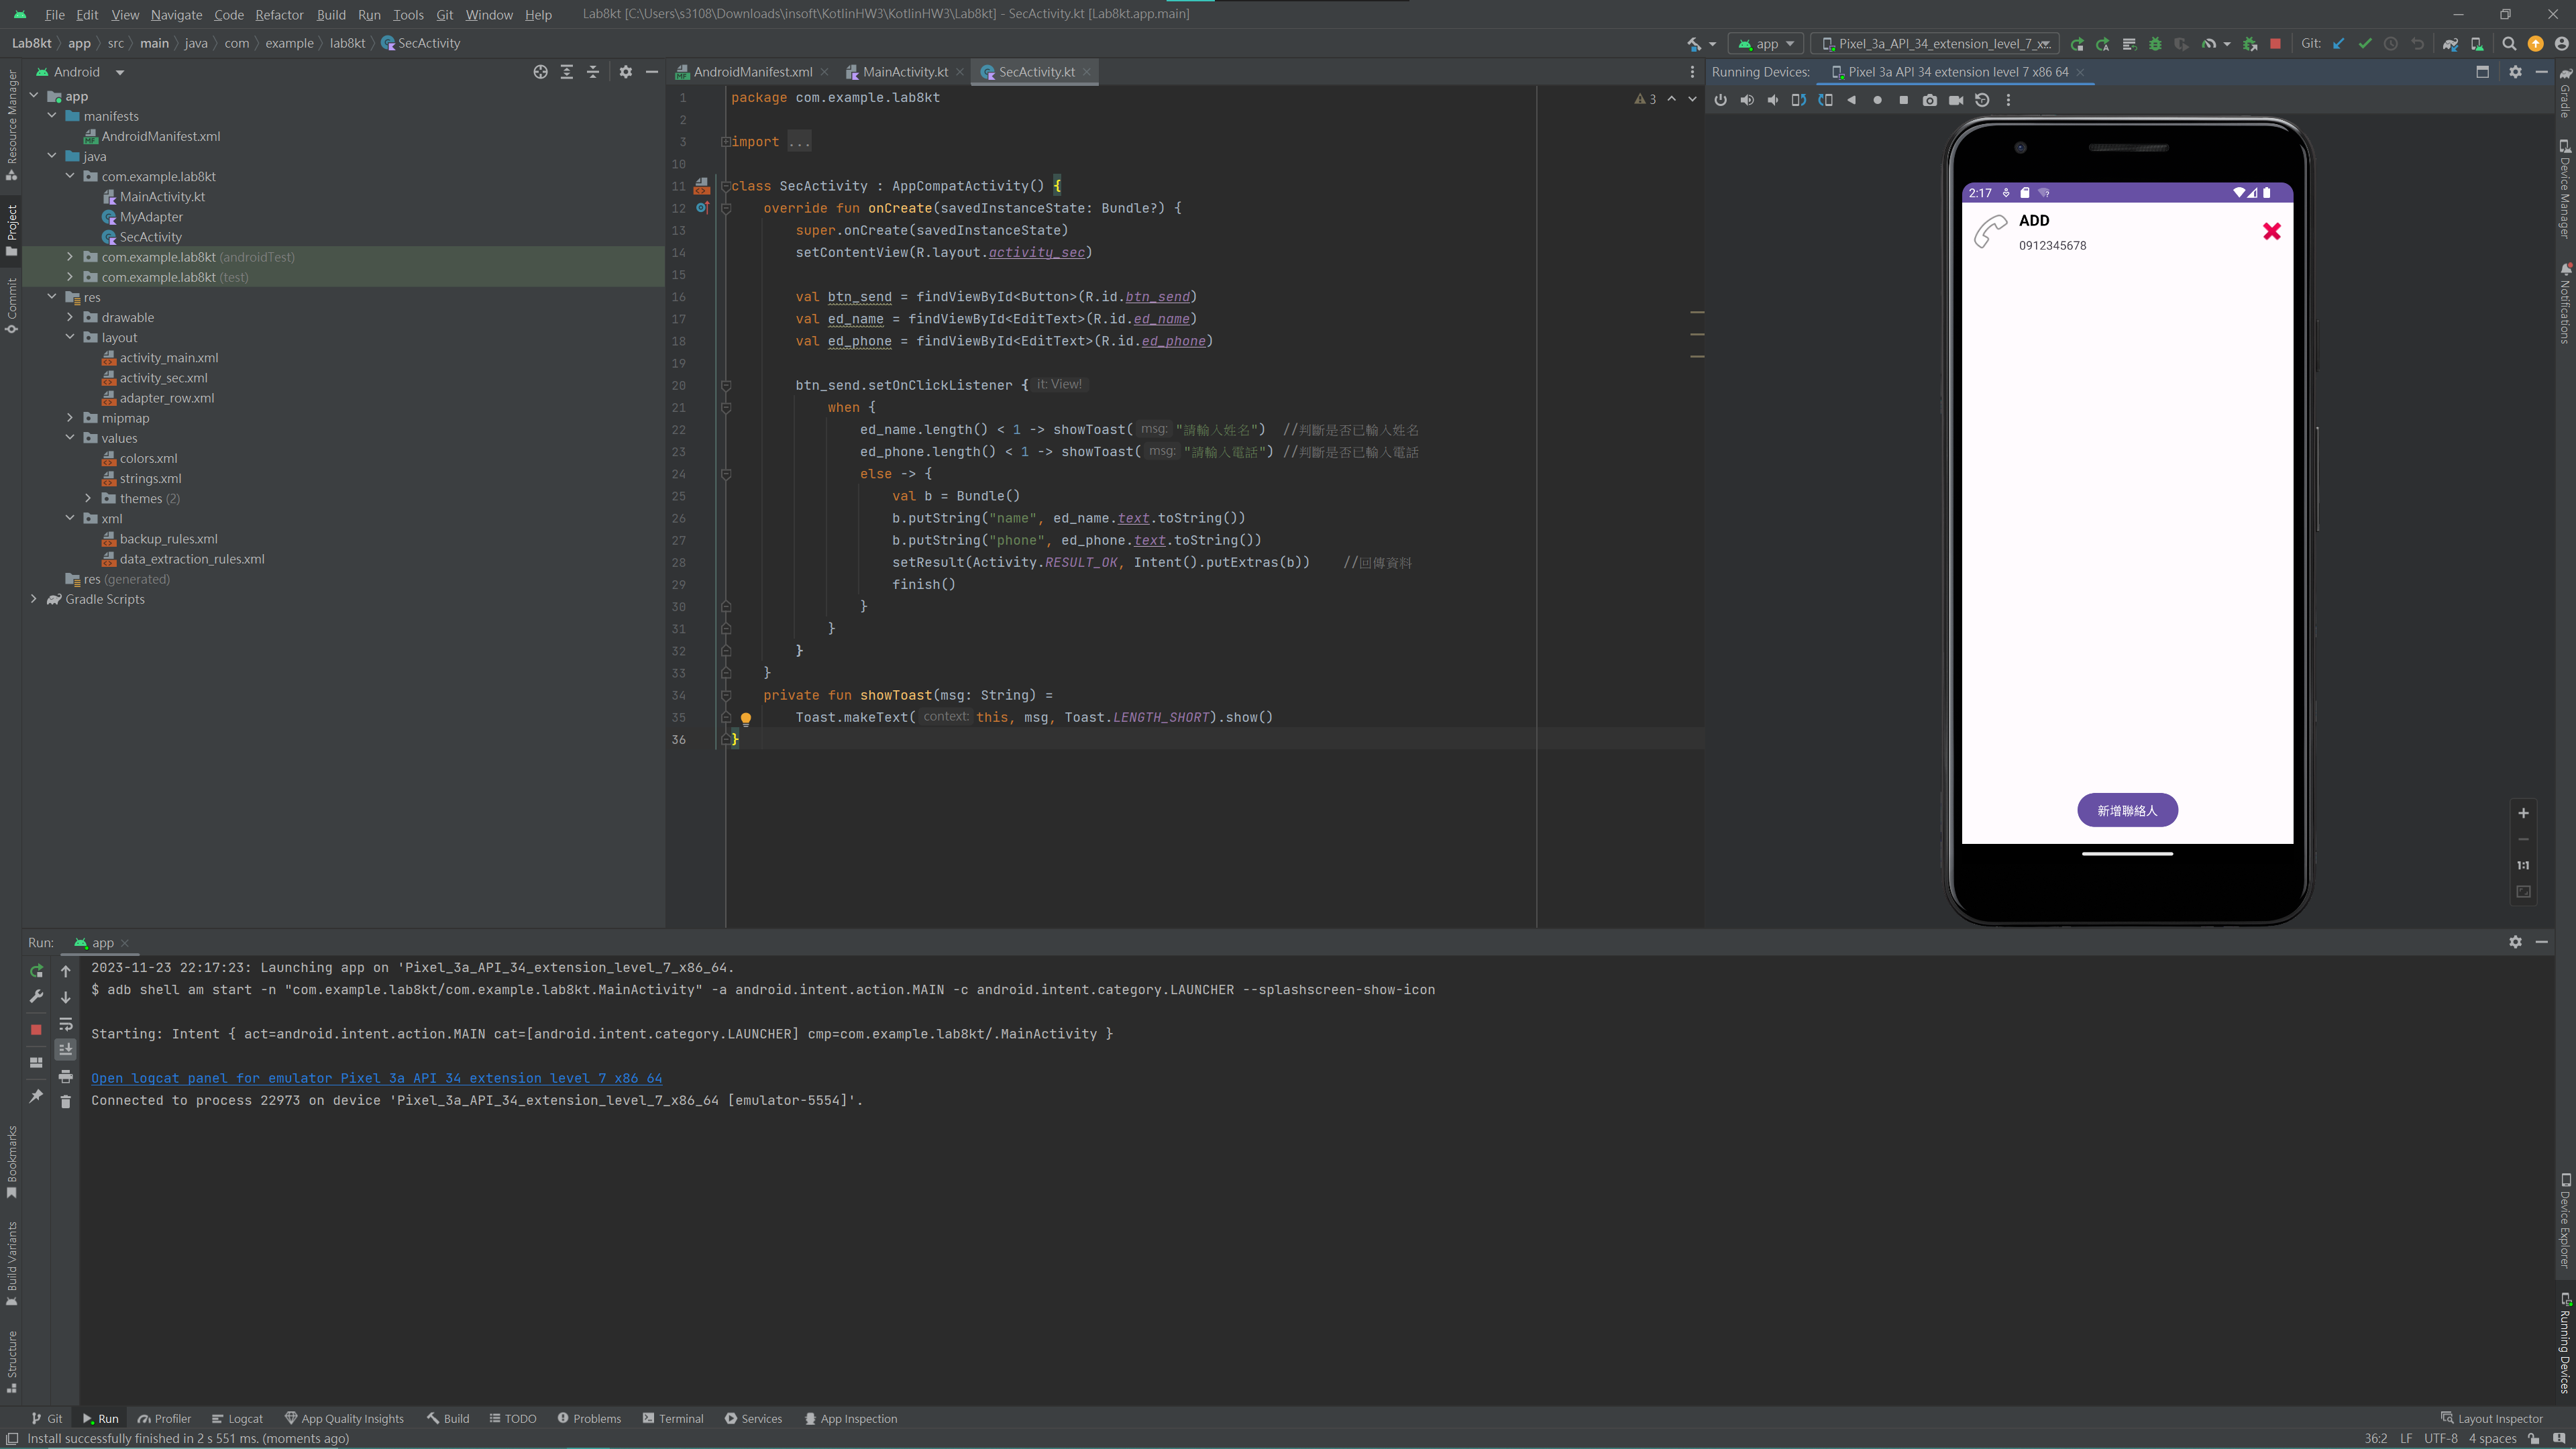 File Edit View Navigate Code Refactor Build Run Tools Git Window Help Lab8kt [C:\Users\s3108\Downloads\insoft\KotlinHW3\KotlinHW3\Lab8kt] - SecActivity.kt [Lab8kt.app.main]
Lab8kt app src main java com example lab8kt SecActivity
app Pixel_3a_API_34_extension_level_7_x... Git:
Resource Manager
Project
Commit
Bookmarks
Build Variants
Structure
Android
app
manifests
AndroidManifest.xml
java
com.example.lab8kt
MainActivity.kt
MyAdapter
SecActivity
com.example.lab8kt (androidTest)
com.example.lab8kt (test)
res
drawable
layout
activity_main.xml
activity_sec.xml
adapter_row.xml
mipmap
values
colors.xml
strings.xml
themes (2)
xml
backup_rules.xml
data_extraction_rules.xml
res (generated)
Gradle Scripts
AndroidManifest.xml MainActivity.kt SecActivity.kt
3
1 package com.example.lab8kt
2
3 import ...
10
11 class SecActivity : AppCompatActivity() {
12 override fun onCreate(savedInstanceState: Bundle?) {
13 super.onCreate(savedInstanceState)
14 setContentView(R.layout.activity_sec)
15
16 val btn_send = findViewById<Button>(R.id.btn_send)
17 val ed_name = findViewById<EditText>(R.id.ed_name)
18 val ed_phone = findViewById<EditText>(R.id.ed_phone)
19
20 btn_send.setOnClickListener { it: View!
21 when {
22 ed_name.length() < 1 -> showToast( msg: "請輸入姓名") //判斷是否已輸入姓名
23 ed_phone.length() < 1 -> showToast( msg: "請輸入電話") //判斷是否已輸入電話
24 else -> {
25 val b = Bundle()
26 b.putString("name", ed_name.text.toString())
27 b.putString("phone", ed_phone.text.toString())
28 setResult(Activity.RESULT_OK, Intent().putExtras(b)) //回傳資料
29 finish()
30 }
31 }
32 }
33 }
34 private fun showToast(msg: String) =
35 Toast.makeText( context: this, msg, Toast.LENGTH_SHORT).show()
36 }
Running Devices: Pixel 3a API 34 extension level 7 x86 64
2:17
ADD
0912345678
新增聯絡人
1:1
Gradle
Device Manager
Notifications
Device Explorer
Running Devices
Run: app
2023-11-23 22:17:23: Launching app on 'Pixel_3a_API_34_extension_level_7_x86_64.
$ adb shell am start -n "com.example.lab8kt/com.example.lab8kt.MainActivity" -a android.intent.action.MAIN -c android.intent.category.LAUNCHER --splashscreen-show-icon
Starting: Intent { act=android.intent.action.MAIN cat=[android.intent.category.LAUNCHER] cmp=com.example.lab8kt/.MainActivity }
Open logcat panel for emulator Pixel 3a API 34 extension level 7 x86 64
Connected to process 22973 on device 'Pixel_3a_API_34_extension_level_7_x86_64 [emulator-5554]'.
Git Run Profiler Logcat App Quality Insights Build TODO Problems Terminal Services App Inspection Layout Inspector
Install successfully finished in 2 s 551 ms. (moments ago) 36:2 LF UTF-8 4 spaces